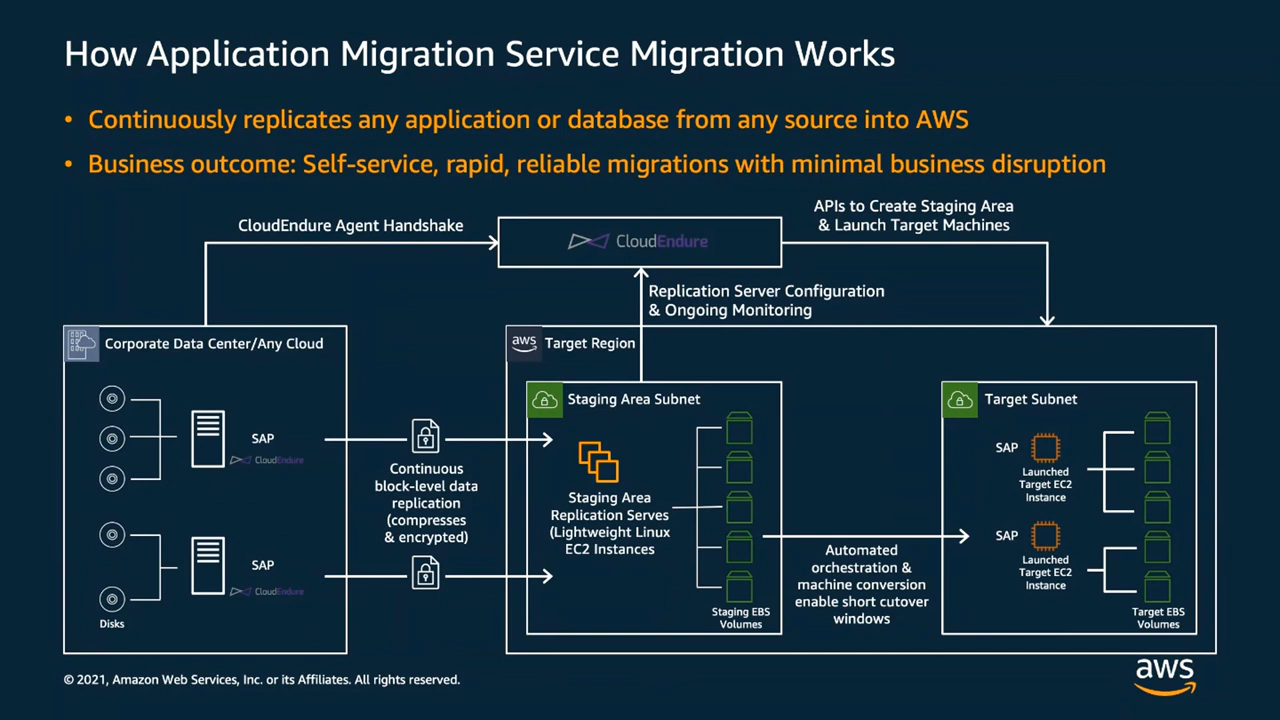 How Application Migration Service Migration Works
• Continuously replicates any application or database from any source into AWS
• Business outcome: Self-service, rapid, reliable migrations with minimal business disruption
CloudEndure Agent Handshake
CloudEndure
APIs to Create Staging Area
& Launch Target Machines
Replication Server Configuration
& Ongoing Monitoring
Corporate Data Center/Any Cloud
SAP
CloudEndure
SAP
CloudEndure
Disks
Continuous
block-level data
replication
(compresses
& encrypted)
aws
Target Region
Staging Area Subnet
Staging Area
Replication Serves
(Lightweight Linux
EC2 Instances
Staging EBS
Volumes
Automated
orchestration &
machine conversion
enable short cutover
windows
Target Subnet
SAP
Launched
Target EC2
Instance
SAP
Launched
Target EC2
Instance
Target EBS
Volumes
© 2021, Amazon Web Services, Inc. or its Affiliates. All rights reserved.
aws